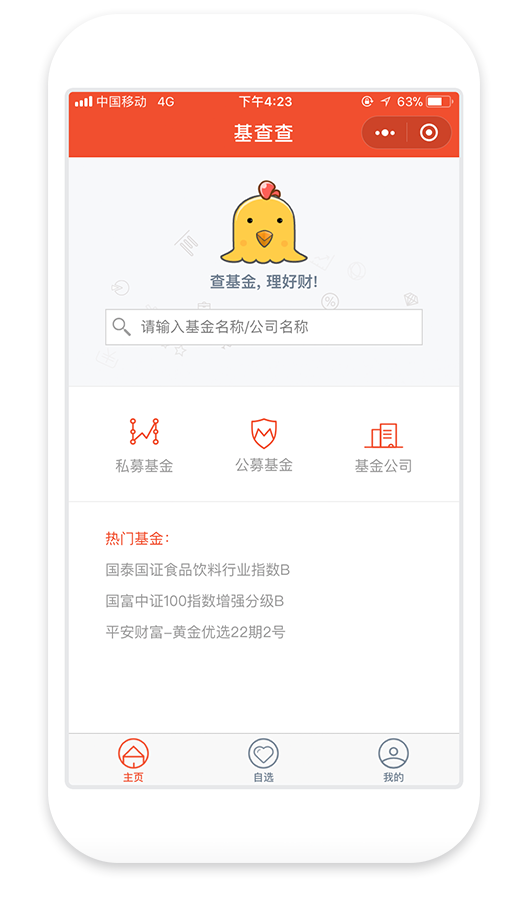 中国移动 4G 下午4:23 63%
基查查
查基金, 理好财!
请输入基金名称/公司名称
私募基金 公募基金 基金公司
热门基金:
国泰国证食品饮料行业指数B
国富中证100指数增强分级B
平安财富-黄金优选22期2号
主页 自选 我的